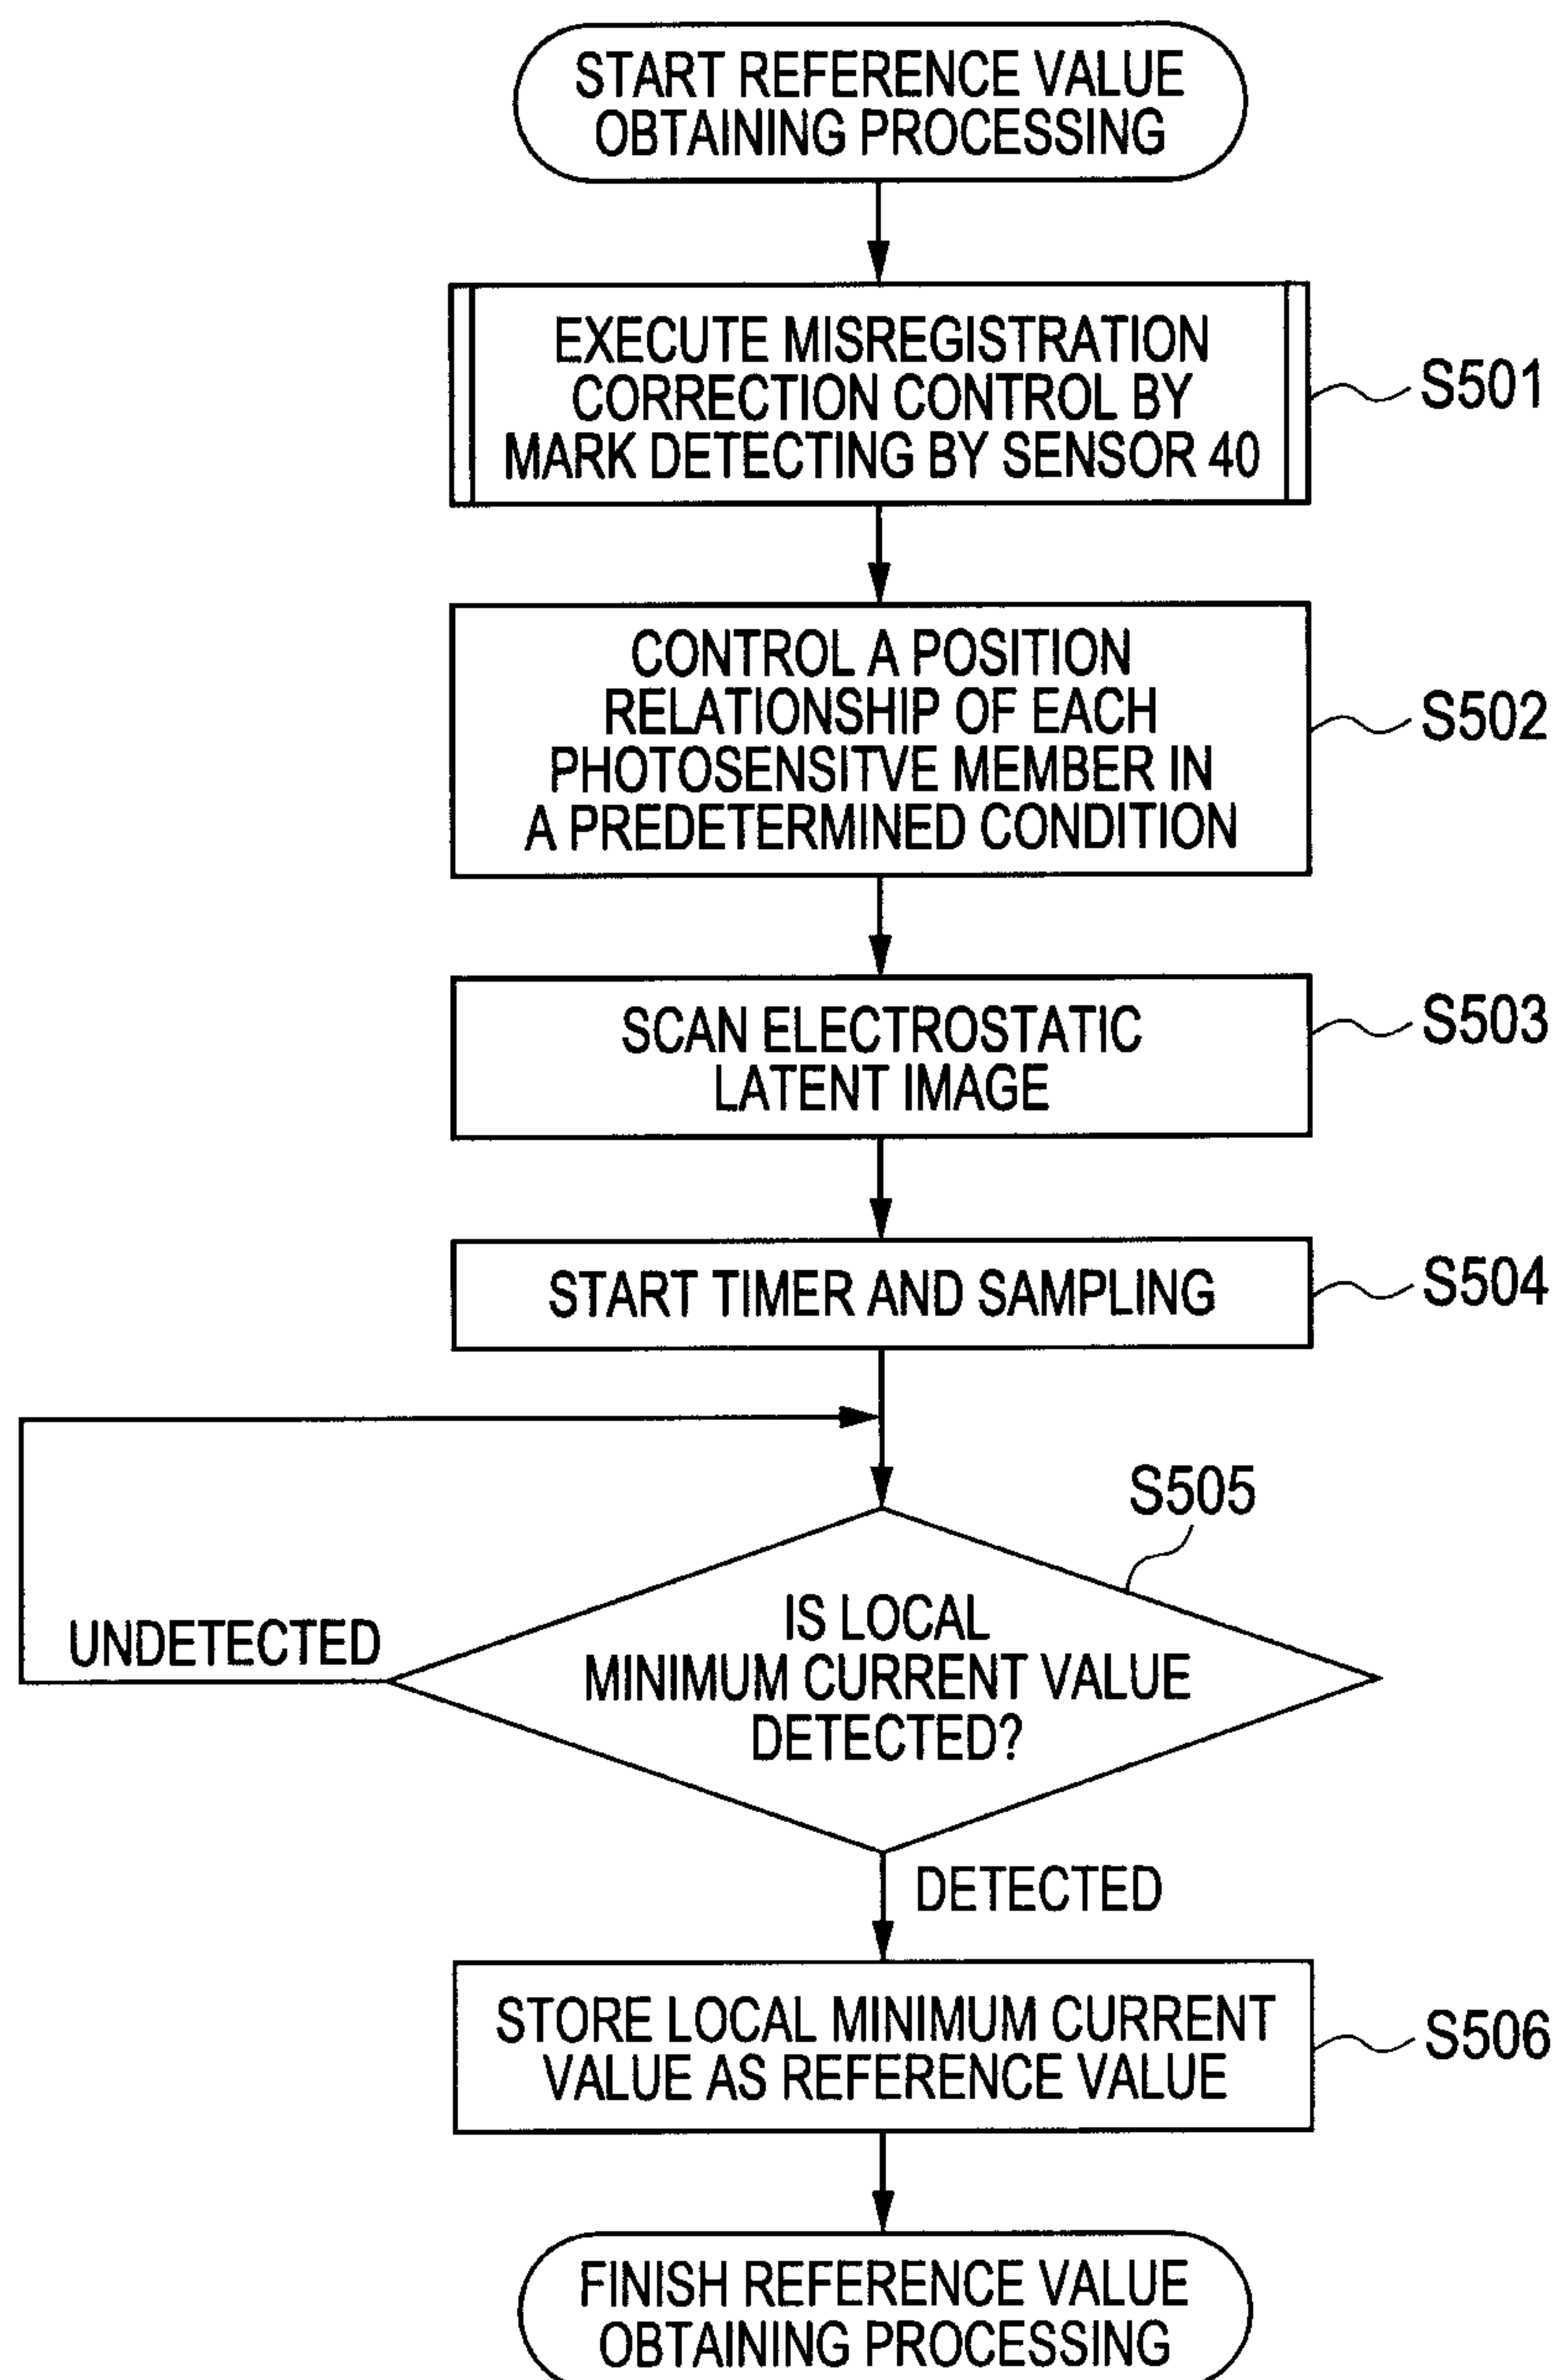 START REFERENCE VALUE
OBTAINING PROCESSING
EXECUTE MISREGISTRATION
CORRECTION CONTROL BY
MARK DETECTING BY SENSOR 40
S501
CONTROL A POSITION
RELATIONSHIP OF EACH
PHOTOSENSITVE MEMBER IN
A PREDETERMINED CONDITION
S502
SCAN ELECTROSTATIC
LATENT IMAGE
S503
START TIMER AND SAMPLING
S504
S505
IS LOCAL
MINIMUM CURRENT VALUE
DETECTED?
UNDETECTED
DETECTED
STORE LOCAL MINIMUM CURRENT
VALUE AS REFERENCE VALUE
S506
FINISH REFERENCE VALUE
OBTAINING PROCESSING